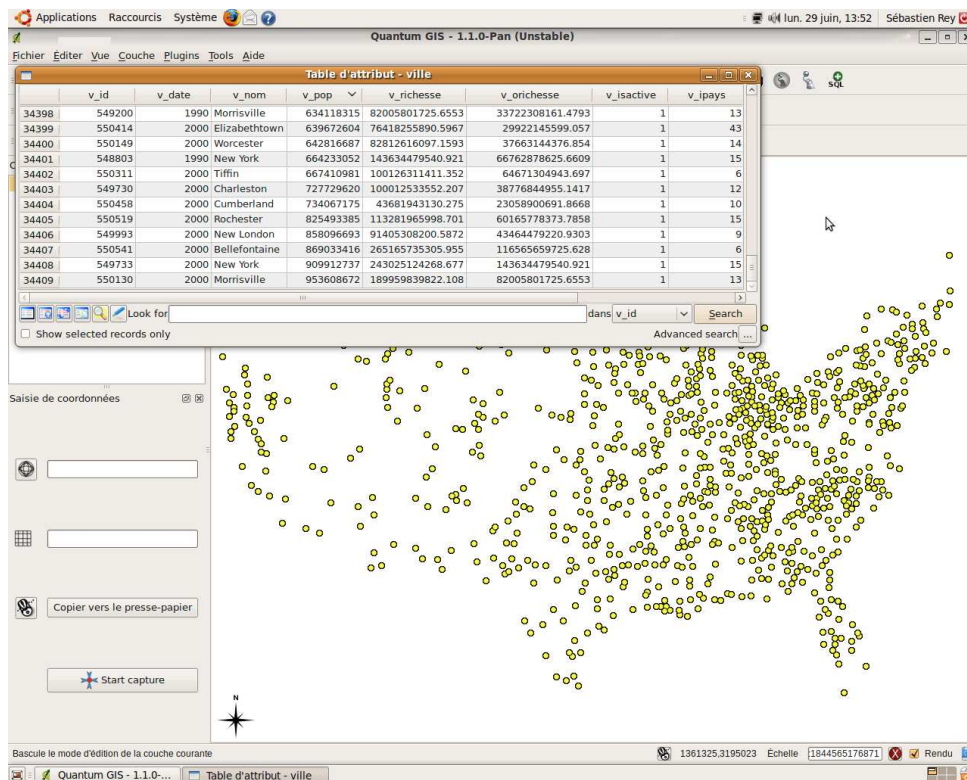 Applications Raccourcis Système lun. 29 juin, 13:52 Sébastien Rey
Quantum GIS - 1.1.0-Pan (Unstable)
Fichier Éditer Vue Couche Plugins Tools Aide
Table d'attribut - ville
SQL
v_id v_date v_nom v_pop v_richesse v_orichesse v_isactive v_ipays
34398 549200 1990 Morrisville 634118315 82005801725.6553 33722308161.4793 1 13
34399 550414 2000 Elizabethtown 639672604 76418255890.5967 29922145599.057 1 43
34400 550149 2000 Worcester 642816687 82812616097.1593 37663144376.854 1 14
34401 548803 1990 New York 664233052 143634479540.921 66762878625.6609 1 15
34402 550311 2000 Tiffin 667410981 100126311411.352 64671304943.697 1 6
34403 549730 2000 Charleston 727729620 100012533552.207 38776844955.1417 1 12
34404 550458 2000 Cumberland 734067175 43681943130.275 23058900691.8668 1 10
34405 550519 2000 Rochester 825493385 113281965998.701 60165778373.7858 1 15
34406 549993 2000 New London 858096693 91405308200.5872 43464479220.9303 1 9
34407 550541 2000 Bellefontaine 869033416 265165735305.955 116565659725.628 1 6
34408 549733 2000 New York 909912737 243025124268.677 143634479540.921 1 15
34409 550130 2000 Morrisville 953608672 189959839822.108 82005801725.6553 1 13
Look for dans v_id Search
Show selected records only Advanced search ...
Saisie de coordonnées
Copier vers le presse-papier
Start capture
N
Bascule le mode d'édition de la couche courante 1361325,3195023 Échelle :1844565176871 Rendu
Quantum GIS - 1.1.0-... Table d'attribut - ville